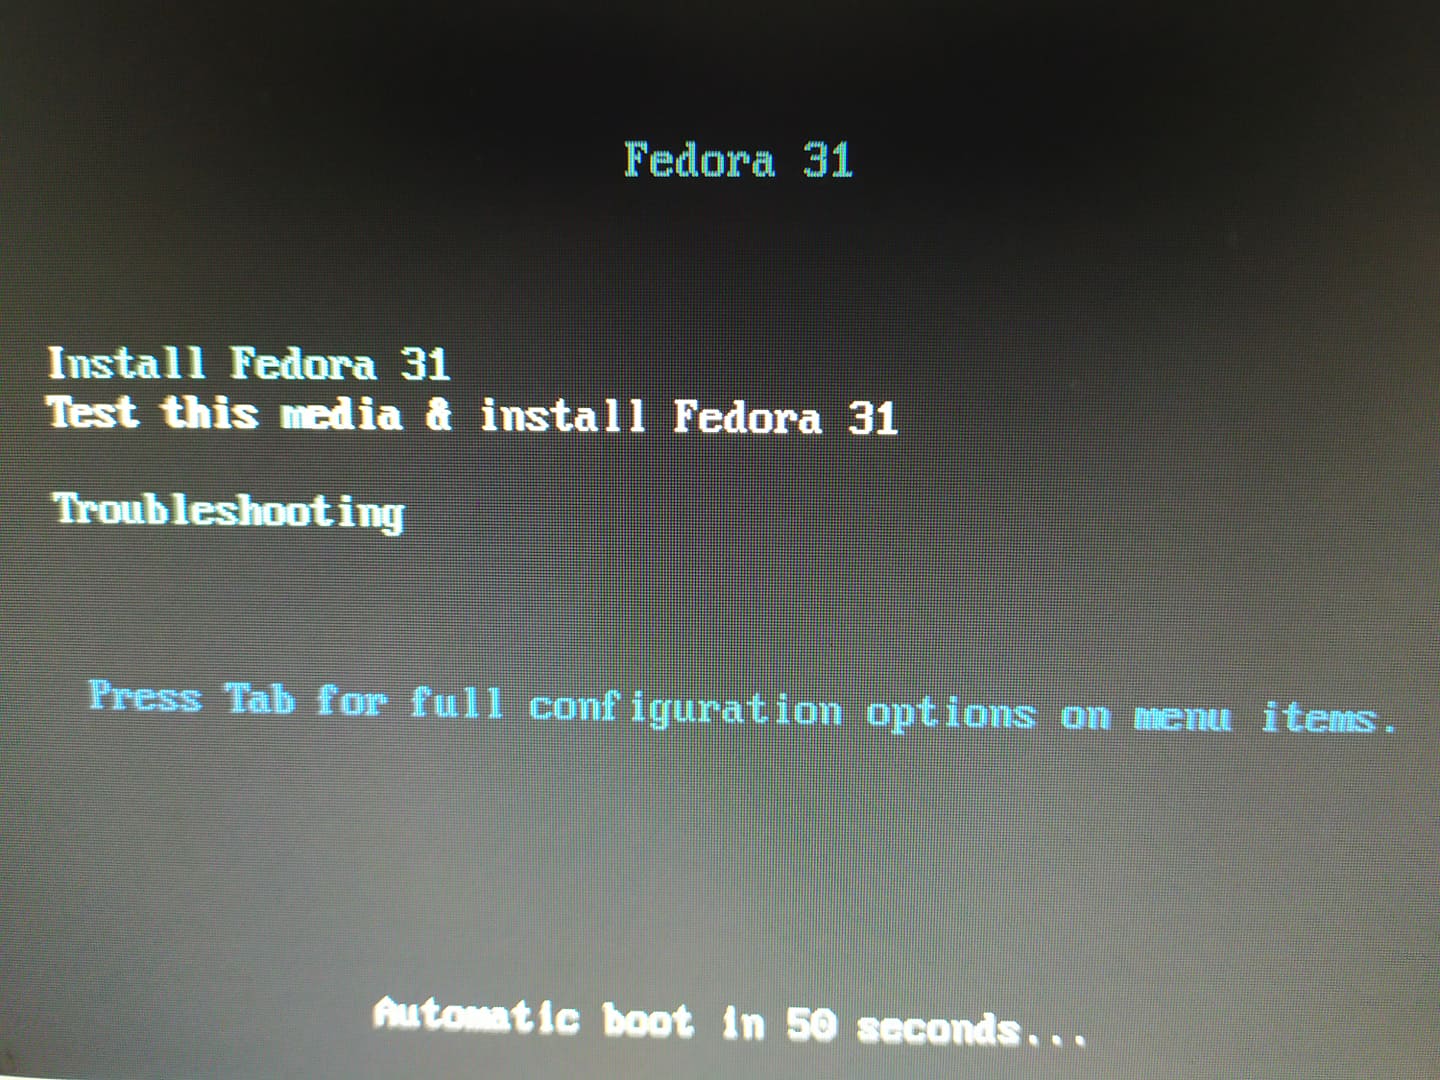 Fedora 31
Install Fedora 31
Test this media & install Fedora 31
Troubleshooting
Press Tab for full configuration options on menu items.
Automatic boot in 50 seconds...